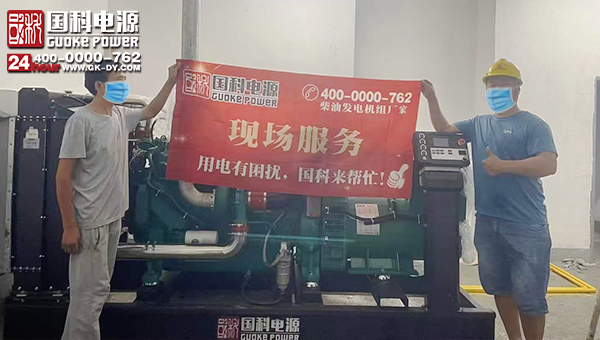 国科电源
GUOKE POWER
400-0000-762
24hour
WWW.GK-DY.COM
国科电源
GUOKE POWER
400-0000-762
柴油发电机组厂家
现场服务
用电有困扰，国科来帮忙！
国科电源
GUOKE POWER